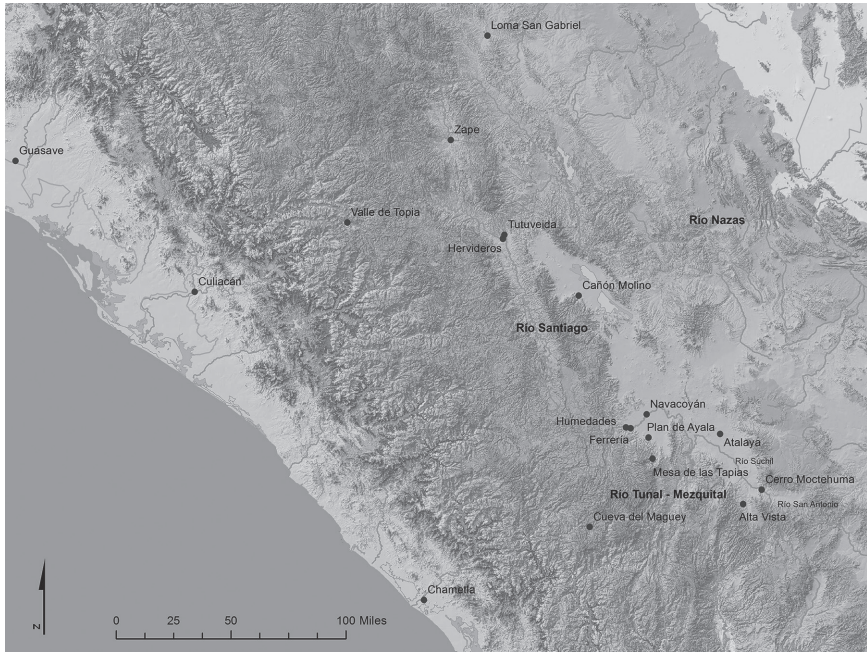 Loma San Gabriel
Zape
Guasave
Valle de Topia
Tutuveida
Río Nazas
Hervideros
Culiacán
Cañón Molino
Río Santiago
Navacoyán
Humedades
Plan de Ayala
Ferrería
Atalaya
Río Súchil
Mesa de las Tapias
Cerro Moctehuma
Río Tunal - Mezquital
Río San Antonio
Alta Vista
Cueva del Maguey
Chametla
N
0 25 50 100 Miles